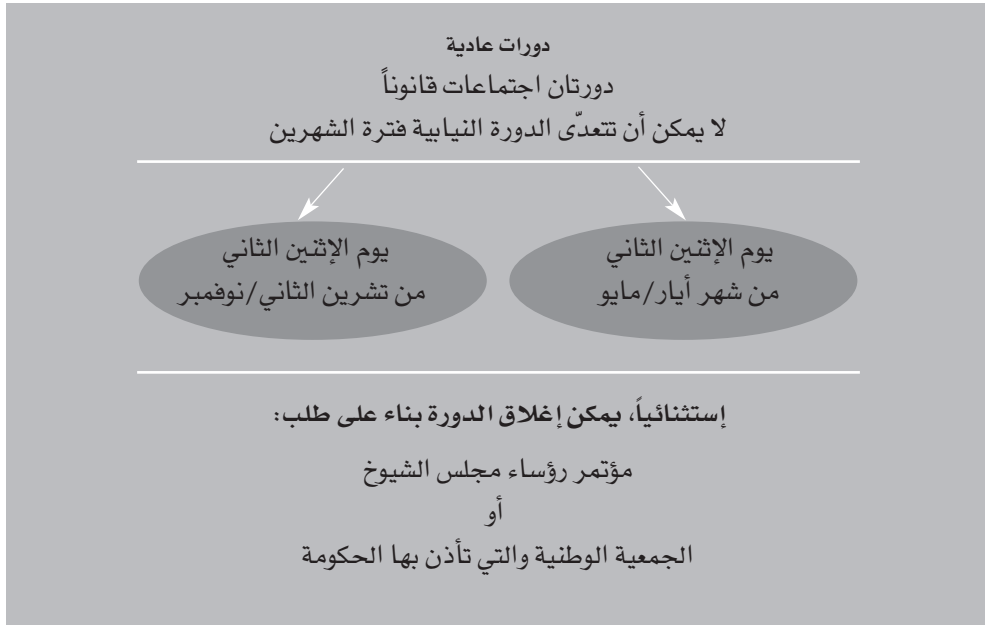 دورات عادية
دورتان اجتماعات قانوناً
لا يمكن أن تتعدّى الدورة النيابية فترة الشهرين
يوم الإثنين الثاني
من شهر أيار/مايو
يوم الإثنين الثاني
من تشرين الثاني/نوفمبر
إستثنائياً، يمكن إغلاق الدورة بناء على طلب:
مؤتمر رؤساء مجلس الشيوخ
أو
الجمعية الوطنية والتي تأذن بها الحكومة